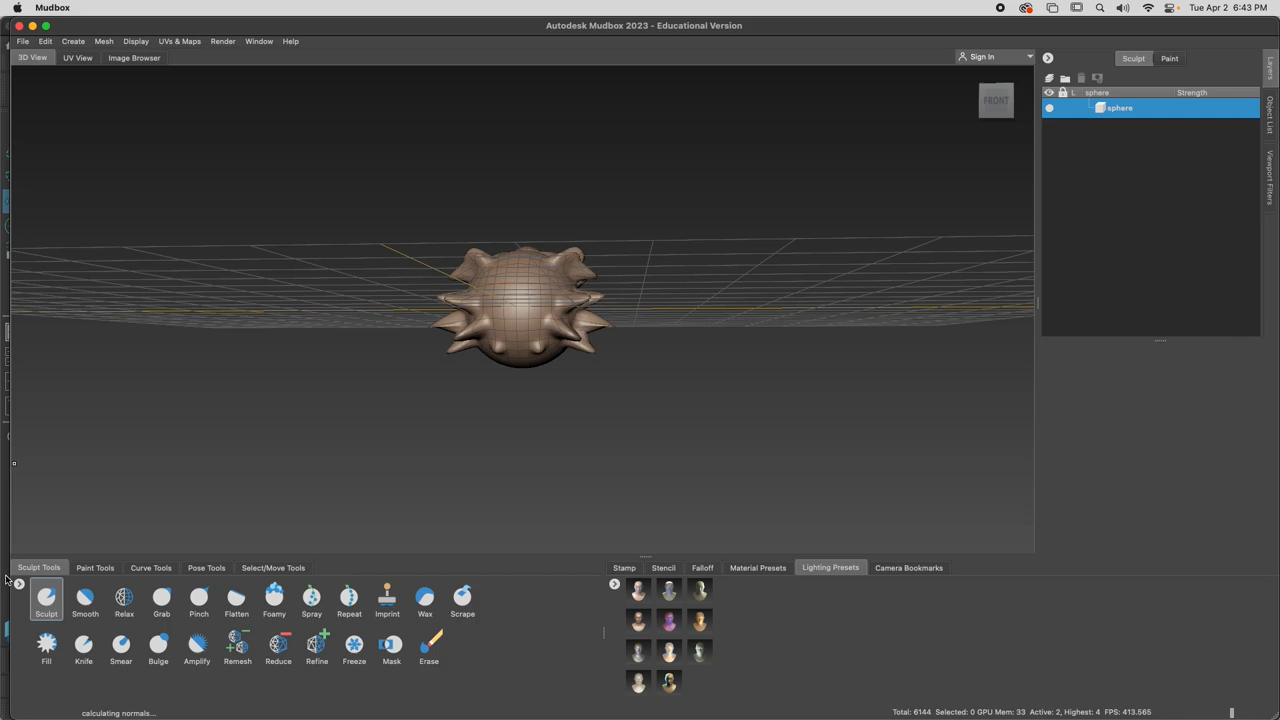 Mudbox
Tue Apr 2 6:43 PM
Autodesk Mudbox 2023 - Educational Version
File Edit Create Mesh Display UVs & Maps Render Window Help
3D View UV View Image Browser
Sign In
Sculpt Paint
L sphere Strength
sphere
FRONT
Layers
Object List
Viewport Filters
Sculpt Tools Paint Tools Curve Tools Pose Tools Select/Move Tools
Stamp Stencil Falloff Material Presets Lighting Presets Camera Bookmarks
Sculpt Smooth Relax Grab Pinch Flatten Foamy Spray Repeat Imprint Wax Scrape
Fill Knife Smear Bulge Amplify Remesh Reduce Refine Freeze Mask Erase
calculating normals...
Total: 6144 Selected: 0 GPU Mem: 33 Active: 2, Highest: 4 FPS: 413.565